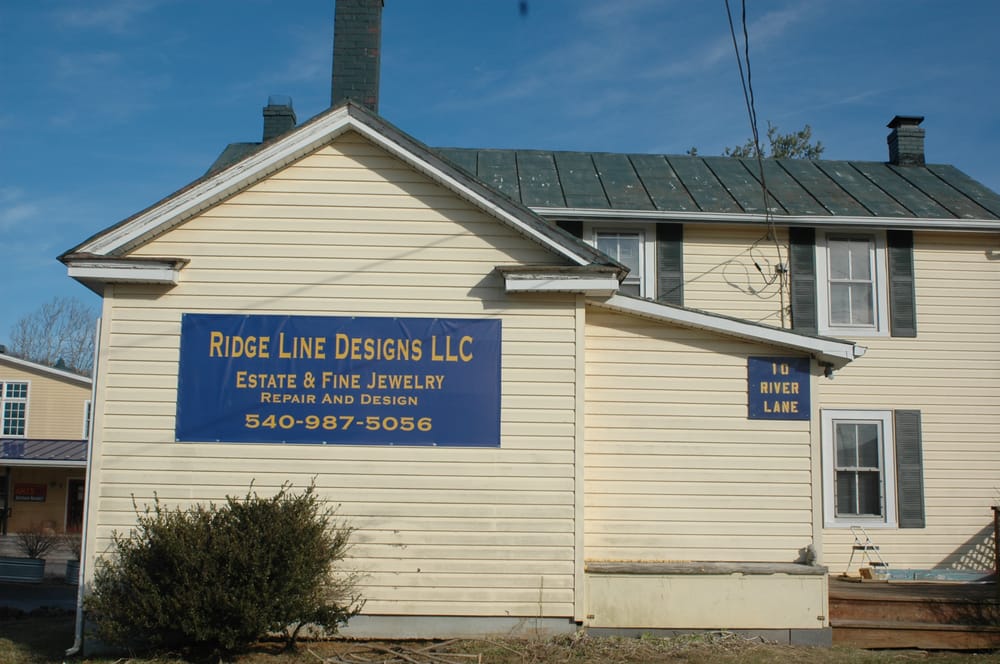 RIDGE LINE DESIGNS LLC
ESTATE & FINE JEWELRY
REPAIR AND DESIGN
540-987-5056
10
RIVER
LANE